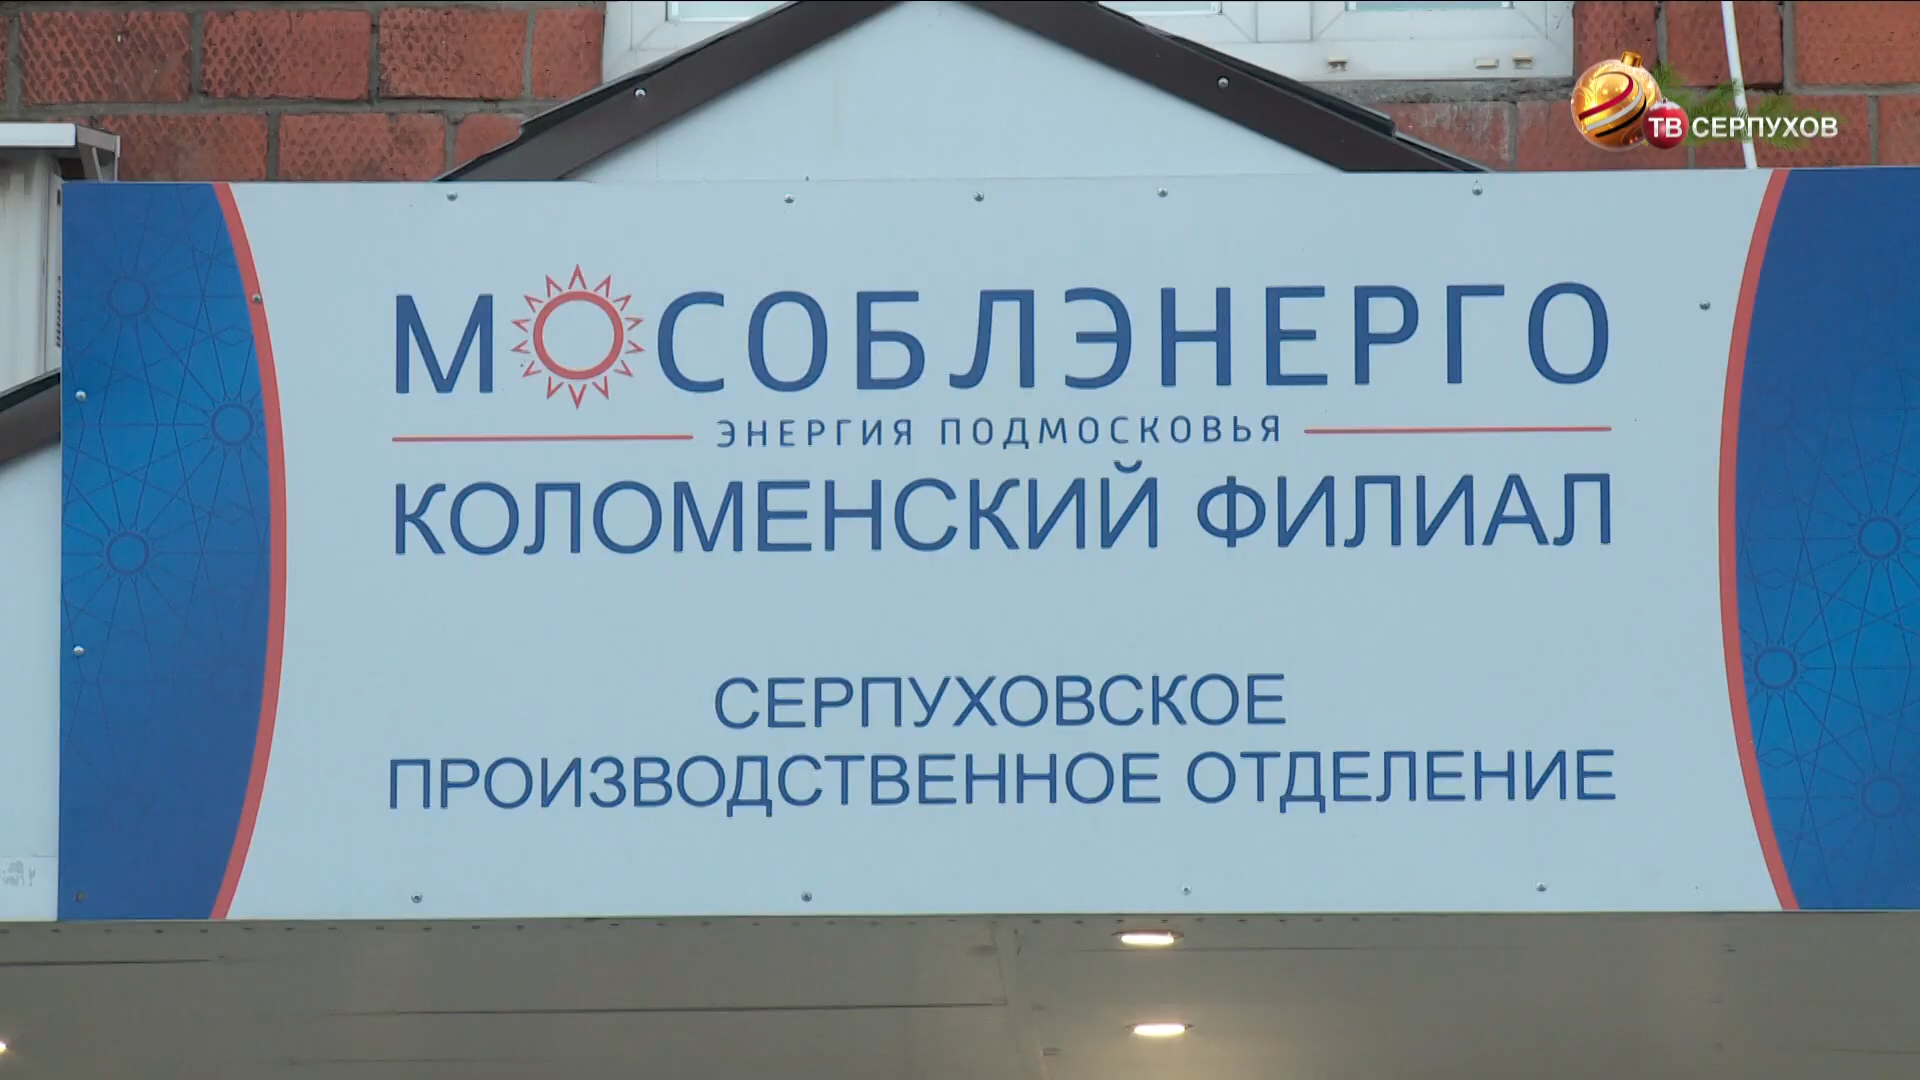 ТВ СЕРПУХОВ
МОСОБЛЭНЕРГО
ЭНЕРГИЯ ПОДМОСКОВЬЯ
КОЛОМЕНСКИЙ ФИЛИАЛ
СЕРПУХОВСКОЕ
ПРОИЗВОДСТВЕННОЕ ОТДЕЛЕНИЕ